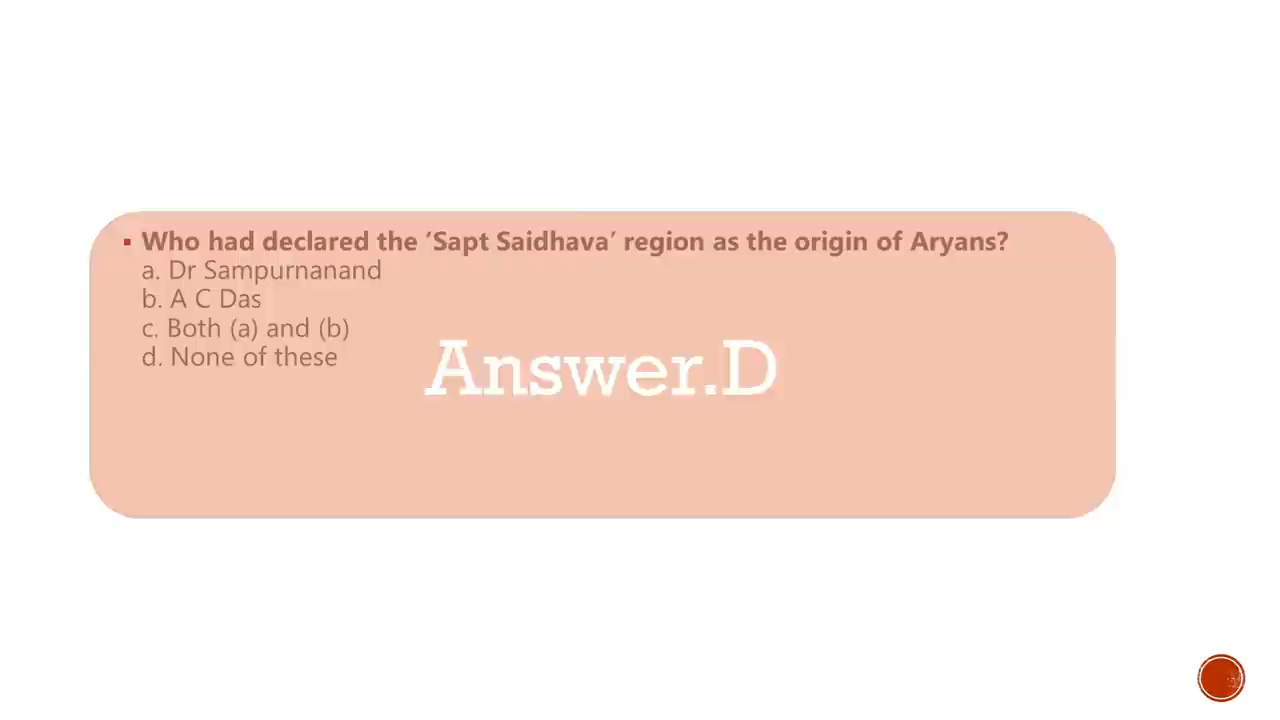 ▪ Who had declared the ‘Sapt Saidhava’ region as the origin of Aryans?
a. Dr Sampurnanand
b. A C Das
c. Both (a) and (b)
d. None of these
Answer.D